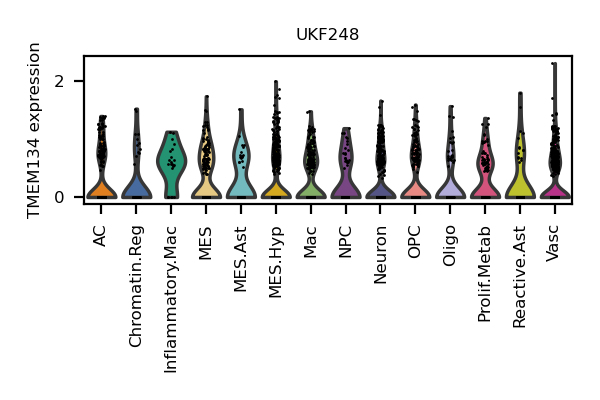 UKF248
TMEM134 expression
2
0
AC
Chromatin.Reg
Inflammatory.Mac
MES
MES.Ast
MES.Hyp
Mac
NPC
Neuron
OPC
Oligo
Prolif.Metab
Reactive.Ast
Vasc